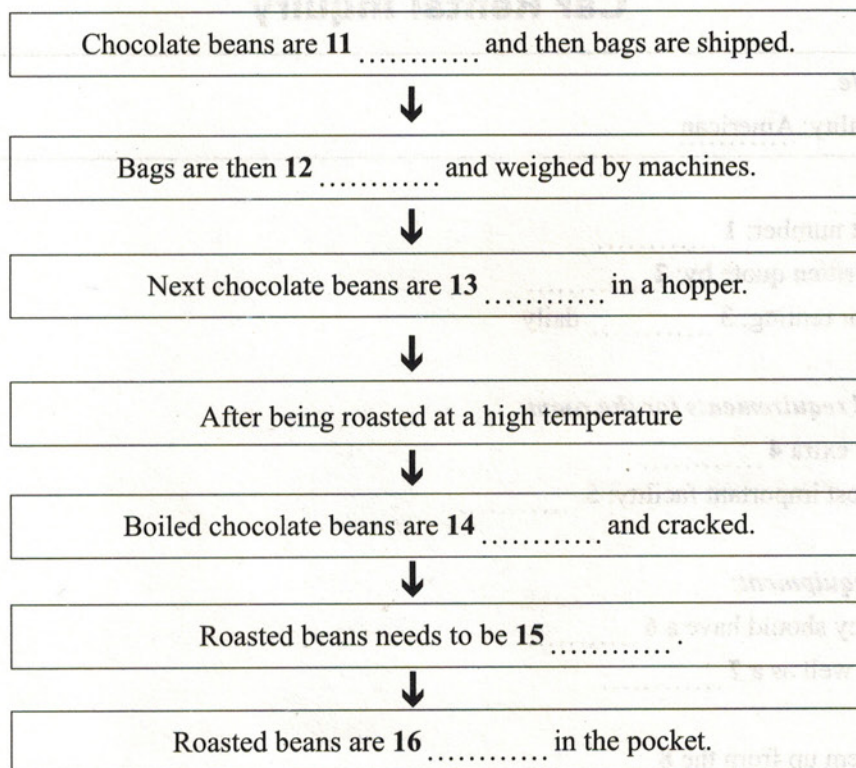 Chocolate beans are 11 ............ and then bags are shipped.
Bags are then 12 ............ and weighed by machines.
Next chocolate beans are 13 ............ in a hopper.
After being roasted at a high temperature
Boiled chocolate beans are 14 ............ and cracked.
Roasted beans needs to be 15 ............ .
Roasted beans are 16 ............ in the pocket.